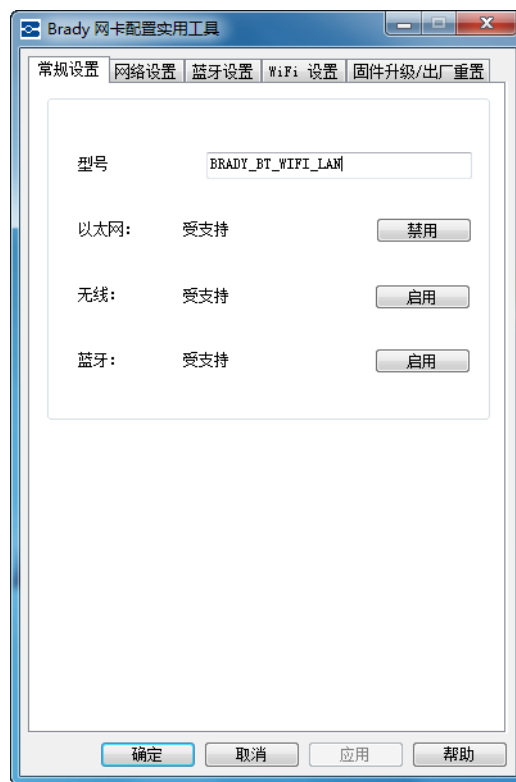 Brady 网卡配置实用工具
常规设置 网络设置 蓝牙设置 WiFi 设置 固件升级/出厂重置
型号 BRADY_BT_WIFI_LAN
以太网: 受支持 禁用
无线: 受支持 启用
蓝牙: 受支持 启用
确定 取消 应用 帮助